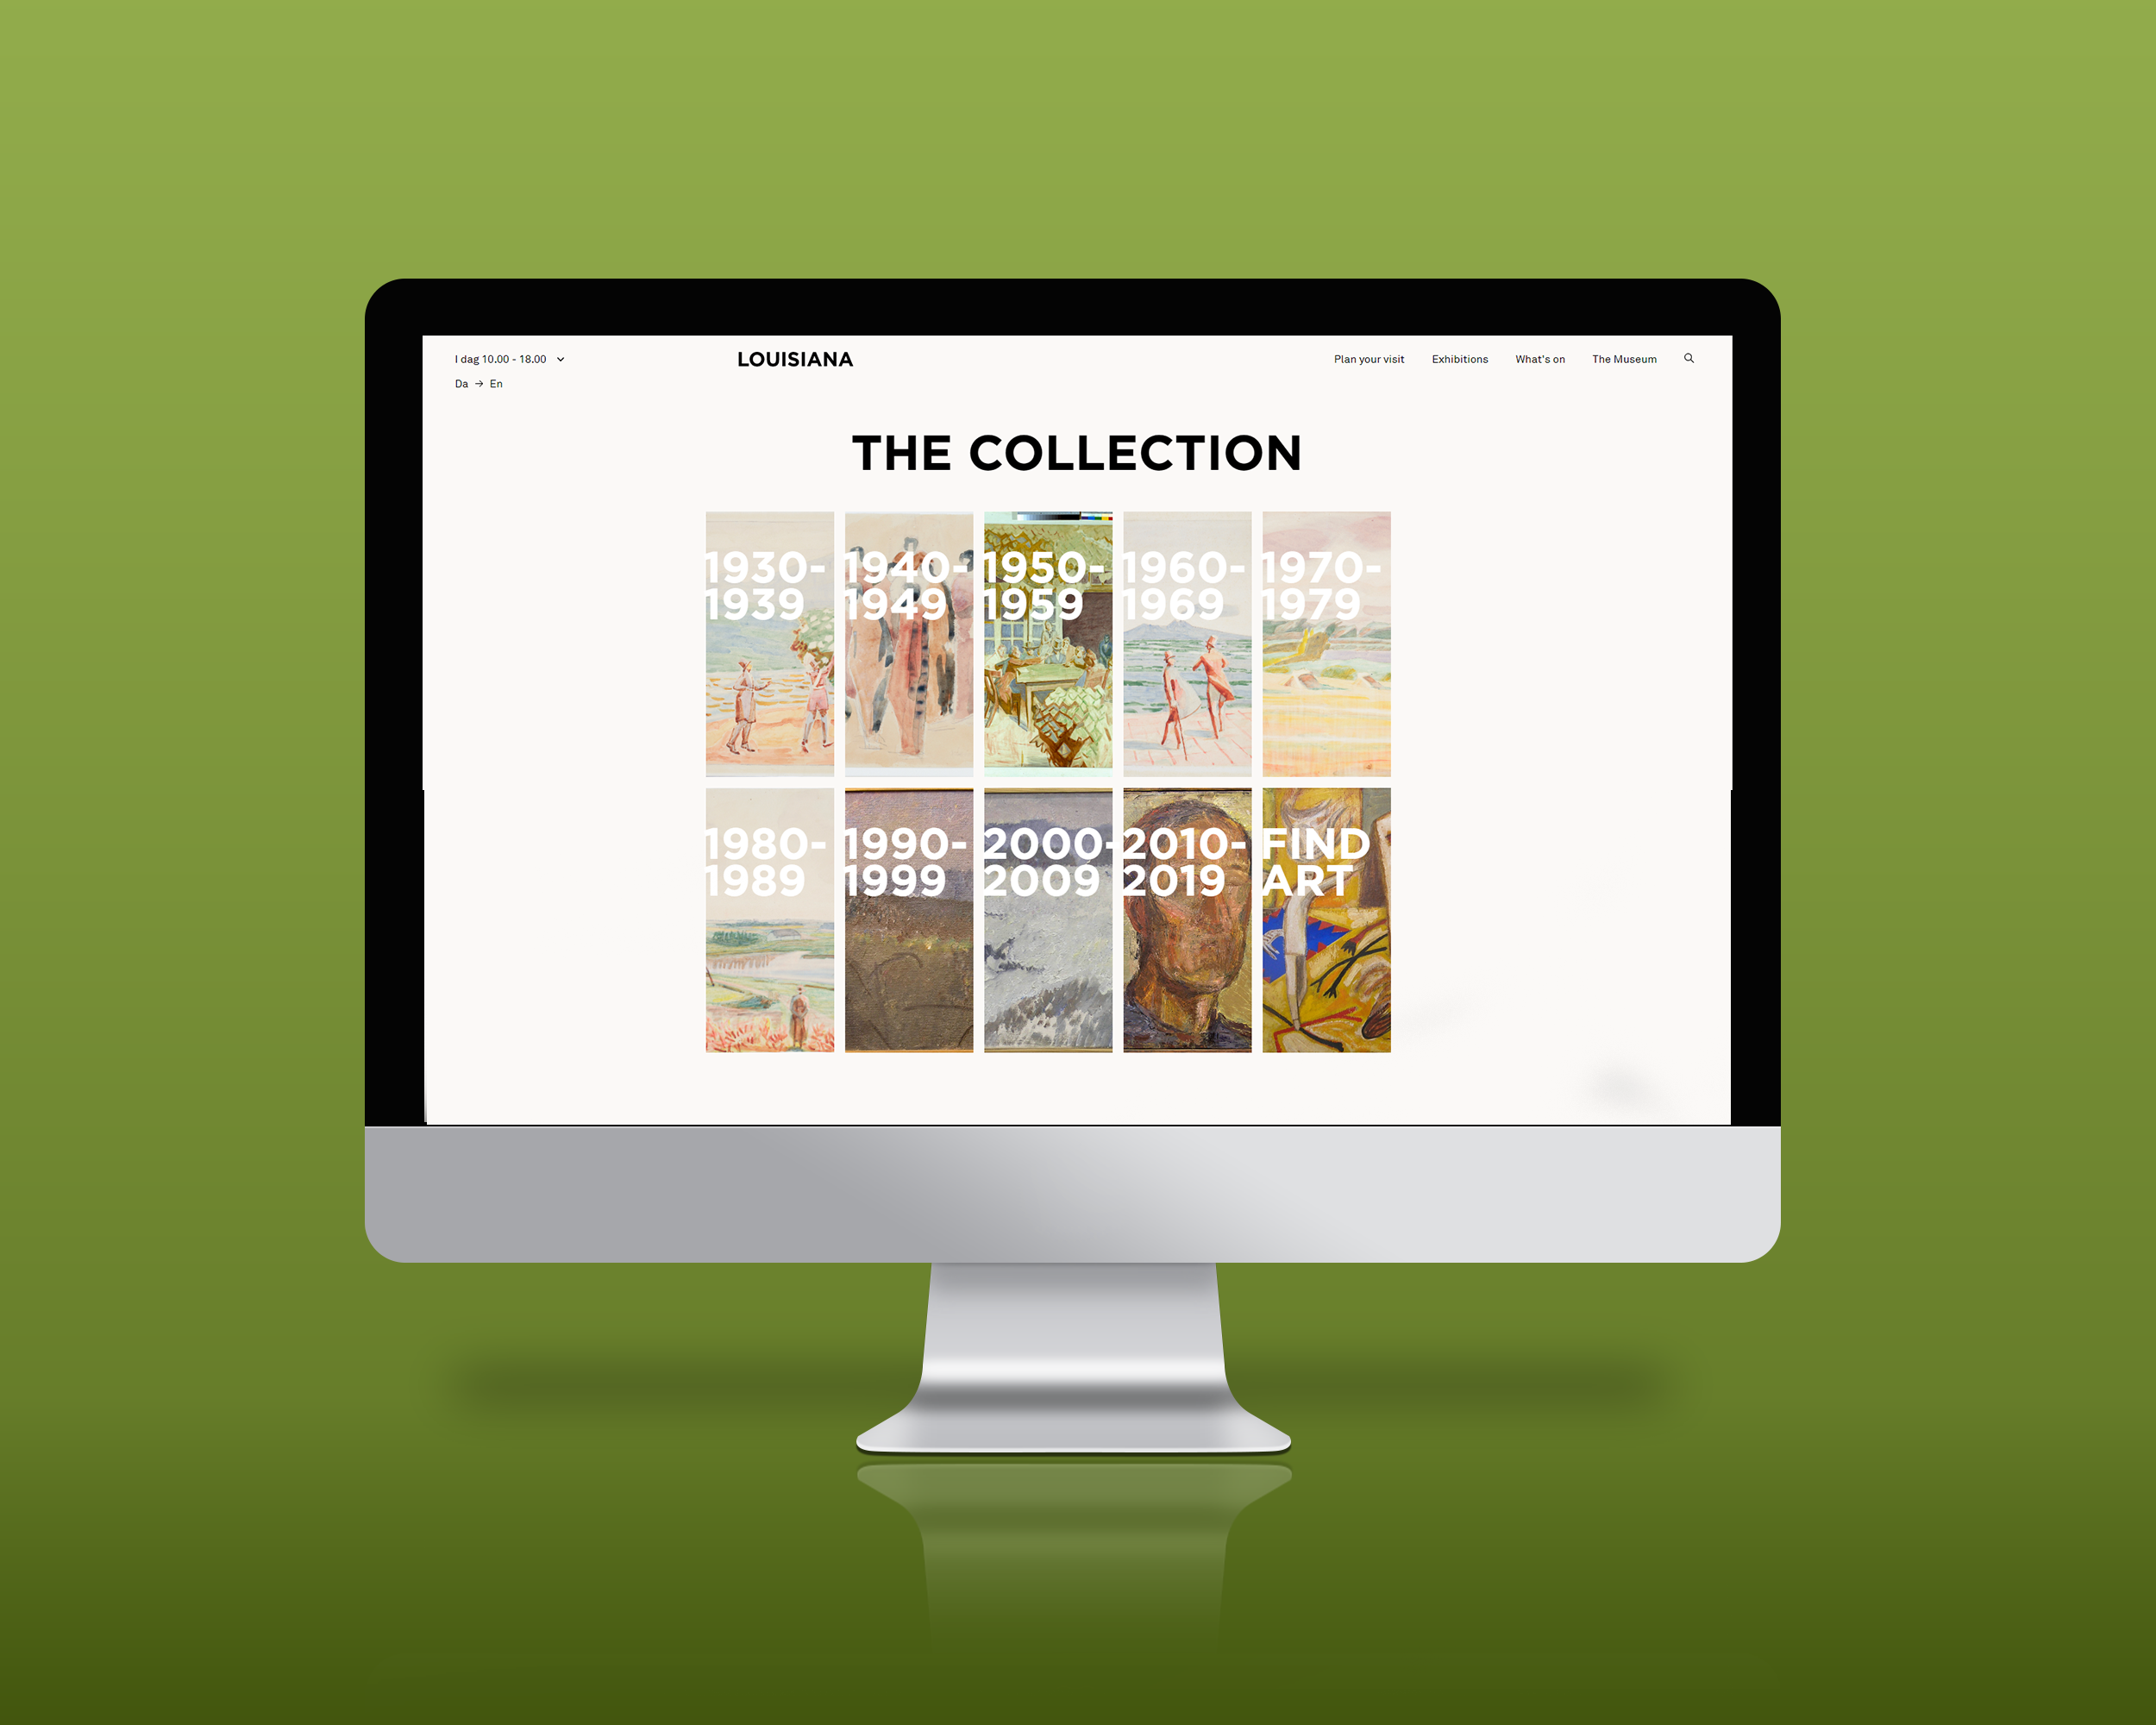 I dag 10.00 - 18.00
LOUISIANA
Plan your visit
Exhibitions
What's on
The Museum
Da → En
THE COLLECTION
1930-
1939
1940-
1949
1950-
1959
1960-
1969
1970-
1979
1980-
1989
1990-
1999
2000-
2009
2010-
2019
FIND
ART